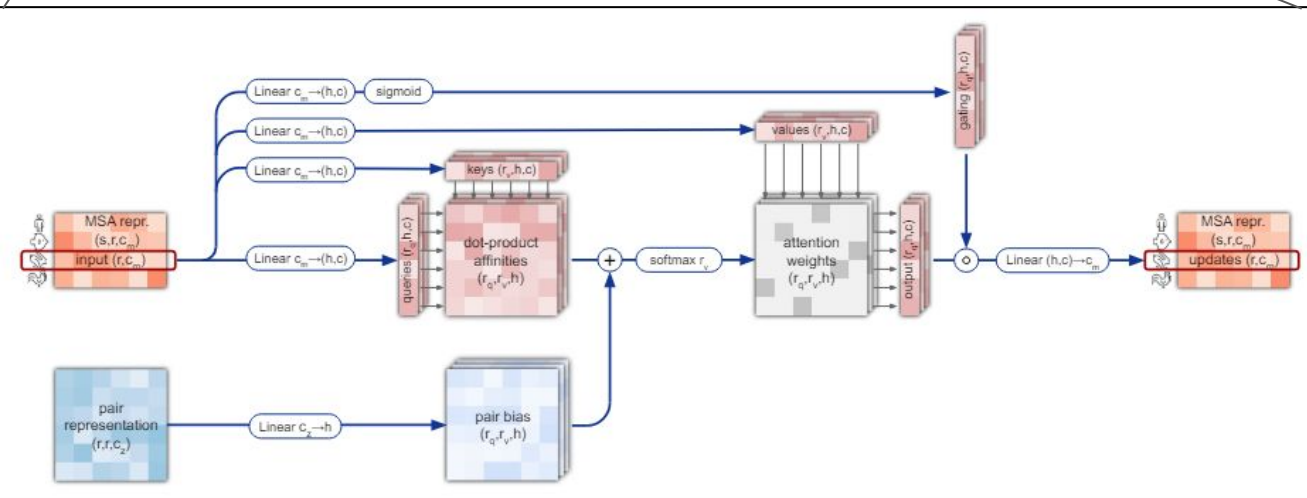 gating (r_q,h,c)
Linear c_m→(h,c)
sigmoid
Linear c_m→(h,c)
values (r_v,h,c)
Linear c_m→(h,c)
keys (r_v,h,c)
MSA repr.
(s,r,c_m)
input (r,c_m)
Linear c_m→(h,c)
queries (r_q,h,c)
dot-product
affinities
(r_q,r_v,h)
+
softmax r_v
attention
weights
(r_q,r_v,h)
output (r_q,h,c)
Linear (h,c)→c_m
MSA repr.
(s,r,c_m)
updates (r,c_m)
pair
representation
(r,r,c_z)
Linear c_z→h
pair bias
(r_q,r_v,h)